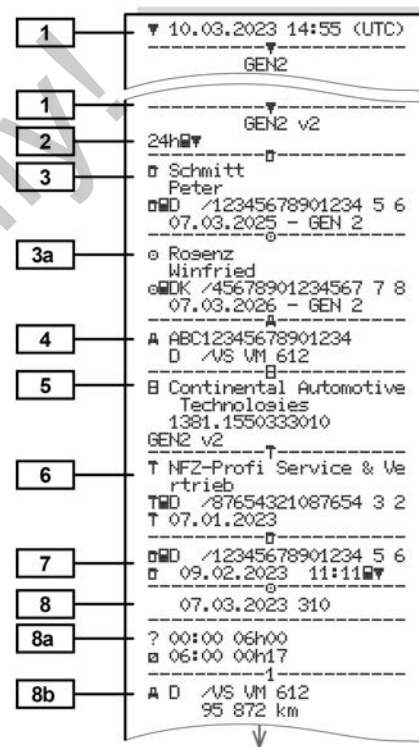 1 ▼ 10.03.2023 14:55 (UTC)
GEN2
1
GEN2 v2
2 24h
3 Schmitt
Peter
D /12345678901234 5 6
07.03.2025 - GEN 2
3a Rosenz
Winfried
DK /45678901234567 7 8
07.03.2026 - GEN 2
4 A ABC12345678901234
D /VS VM 612
5 Continental Automotive
Technologies
1381.1550333010
GEN2 v2
6 T NFZ-Profi Service & Ve
rtrieb
T D /87654321087654 3 2
T 07.01.2023
7 D /12345678901234 5 6
09.02.2023 11:11
8 07.03.2023 310
8a ? 00:00 06h00
06:00 00h17
1
8b A D /VS VM 612
95 872 km